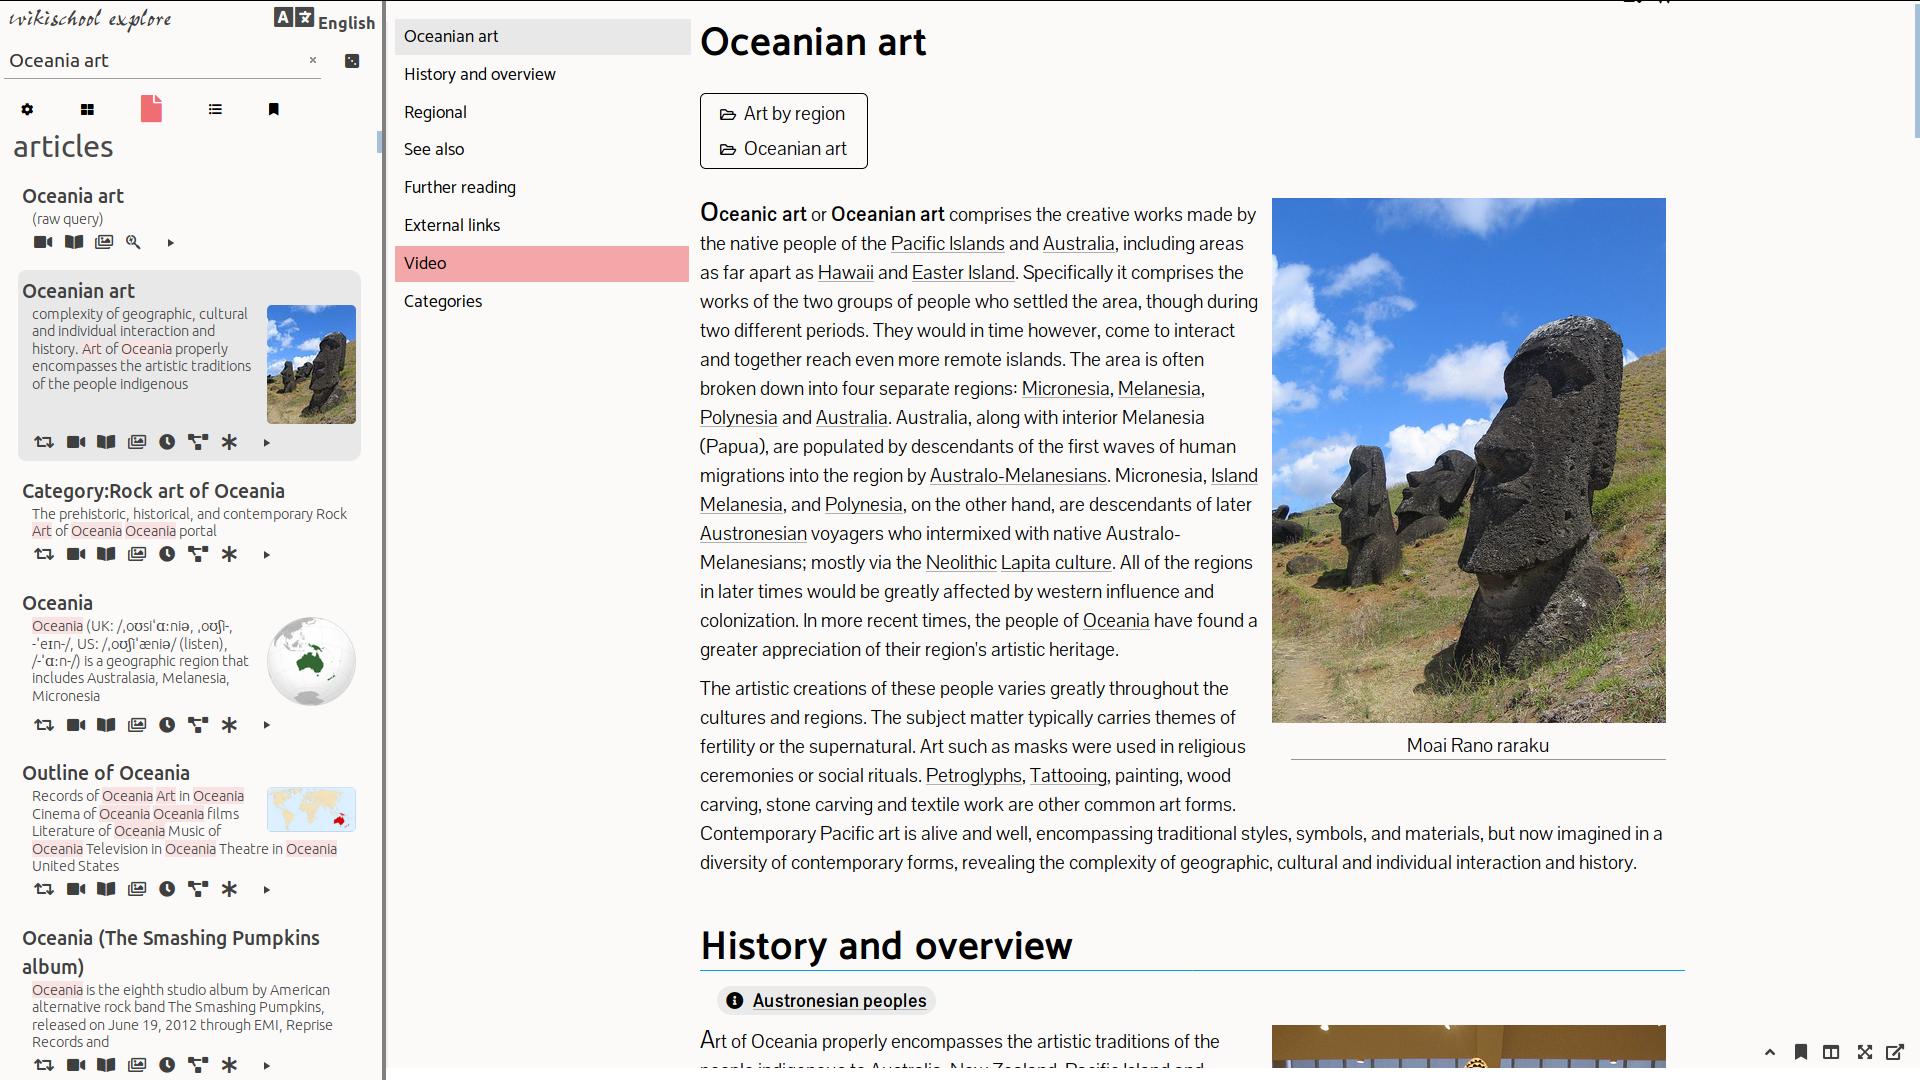 wikischool explore
A 文 English
Oceania art ×
articles
Oceania art
(raw query)
Oceanian art
complexity of geographic, cultural
and individual interaction and
history. Art of Oceania properly
encompasses the artistic traditions
of the people indigenous
Category:Rock art of Oceania
The prehistoric, historical, and contemporary Rock
Art of Oceania Oceania portal
Oceania
Oceania (UK: /ˌoʊsiˈɑːniə, ˌoʊʃi-,
-ˈeɪn-/, US: /ˌoʊʃiˈæniə/ (listen),
/-ˈɑːn-/) is a geographic region that
includes Australasia, Melanesia,
Micronesia
Outline of Oceania
Records of Oceania Art in Oceania
Cinema of Oceania Oceania films
Literature of Oceania Music of
Oceania Television in Oceania Theatre in Oceania
United States
Oceania (The Smashing Pumpkins
album)
Oceania is the eighth studio album by American
alternative rock band The Smashing Pumpkins,
released on June 19, 2012 through EMI, Reprise
Records and
Oceanian art
History and overview
Regional
See also
Further reading
External links
Video
Categories
Oceanian art
Art by region
Oceanian art
Oceanic art or Oceanian art comprises the creative works made by
the native people of the Pacific Islands and Australia, including areas
as far apart as Hawaii and Easter Island. Specifically it comprises the
works of the two groups of people who settled the area, though during
two different periods. They would in time however, come to interact
and together reach even more remote islands. The area is often
broken down into four separate regions: Micronesia, Melanesia,
Polynesia and Australia. Australia, along with interior Melanesia
(Papua), are populated by descendants of the first waves of human
migrations into the region by Australo-Melanesians. Micronesia, Island
Melanesia, and Polynesia, on the other hand, are descendants of later
Austronesian voyagers who intermixed with native Australo-
Melanesians; mostly via the Neolithic Lapita culture. All of the regions
in later times would be greatly affected by western influence and
colonization. In more recent times, the people of Oceania have found a
greater appreciation of their region's artistic heritage.
Moai Rano raraku
The artistic creations of these people varies greatly throughout the
cultures and regions. The subject matter typically carries themes of
fertility or the supernatural. Art such as masks were used in religious
ceremonies or social rituals. Petroglyphs, Tattooing, painting, wood
carving, stone carving and textile work are other common art forms.
Contemporary Pacific art is alive and well, encompassing traditional styles, symbols, and materials, but now imagined in a
diversity of contemporary forms, revealing the complexity of geographic, cultural and individual interaction and history.
History and overview
Austronesian peoples
Art of Oceania properly encompasses the artistic traditions of the
people indigenous to Australia, New Zealand, Pacific Island and